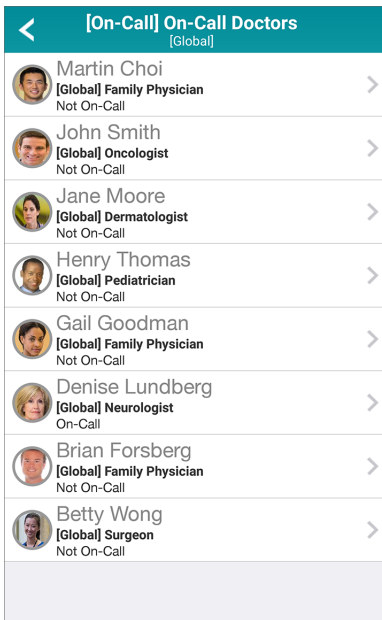 [On-Call] On-Call Doctors
[Global]
Martin Choi
[Global] Family Physician
Not On-Call
John Smith
[Global] Oncologist
Not On-Call
Jane Moore
[Global] Dermatologist
Not On-Call
Henry Thomas
[Global] Pediatrician
Not On-Call
Gail Goodman
[Global] Family Physician
Not On-Call
Denise Lundberg
[Global] Neurologist
On-Call
Brian Forsberg
[Global] Family Physician
Not On-Call
Betty Wong
[Global] Surgeon
Not On-Call